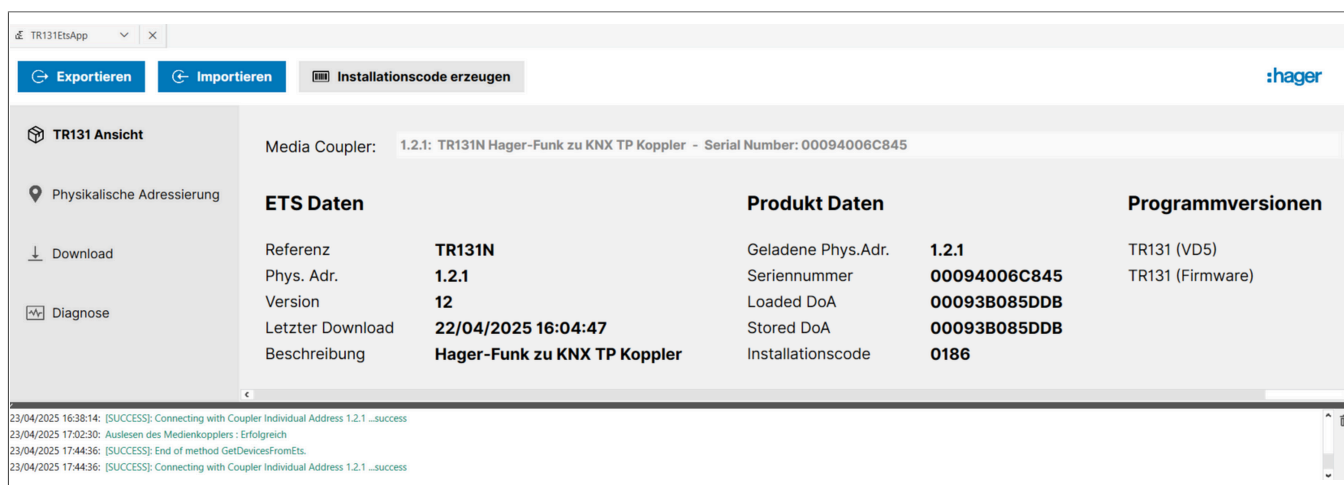 TR131EtsApp
Exportieren Importieren Installationscode erzeugen :hager
TR131 Ansicht
Physikalische Adressierung
Download
Diagnose
Media Coupler: 1.2.1: TR131N Hager-Funk zu KNX TP Koppler - Serial Number: 00094006C845
ETS Daten Produkt Daten Programmversionen
Referenz TR131N Geladene Phys.Adr. 1.2.1 TR131 (VD5)
Phys. Adr. 1.2.1 Seriennummer 00094006C845 TR131 (Firmware)
Version 12 Loaded DoA 00093B085DDB
Letzter Download 22/04/2025 16:04:47 Stored DoA 00093B085DDB
Beschreibung Hager-Funk zu KNX TP Koppler Installationscode 0186
23/04/2025 16:38:14: [SUCCESS]: Connecting with Coupler Individual Address 1.2.1 ...success
23/04/2025 17:02:30: Auslesen des Medienkopplers : Erfolgreich
23/04/2025 17:44:36: [SUCCESS]: End of method GetDevicesFromEts.
23/04/2025 17:44:36: [SUCCESS]: Connecting with Coupler Individual Address 1.2.1 ...success